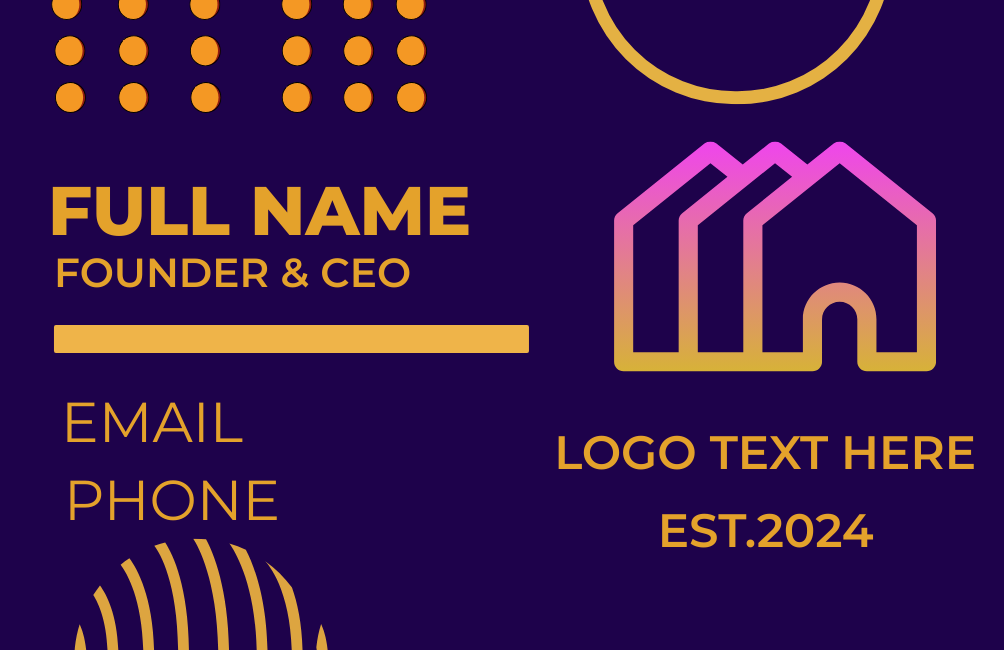 FULL NAME
FOUNDER & CEO
EMAIL
PHONE
LOGO TEXT HERE
EST.2024